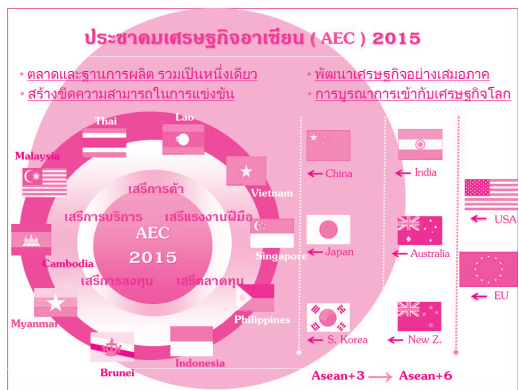 ประชาคมเศรษฐกิจอาเซียน ( AEC ) 2015
• ตลาดและฐานการผลิต รวมเป็นหนึ่งเดียว
• สร้างขีดความสามารถในการแข่งขัน
• พัฒนาเศรษฐกิจอย่างเสมอภาค
• การบูรณาการเข้ากับเศรษฐกิจโลก
Thai
Lao
Malaysia
Vietnam
Cambodia
Singapore
Myanmar
Philippines
Brunei
Indonesia
เสรีการค้า
เสรีการบริการ
เสรีแรงงานฝีมือ
AEC
2015
เสรีการลงทุน
เสรีตลาดทุน
← China
← India
← USA
← Japan
← Australia
← EU
← S. Korea
← New Z.
Asean+3 → Asean+6